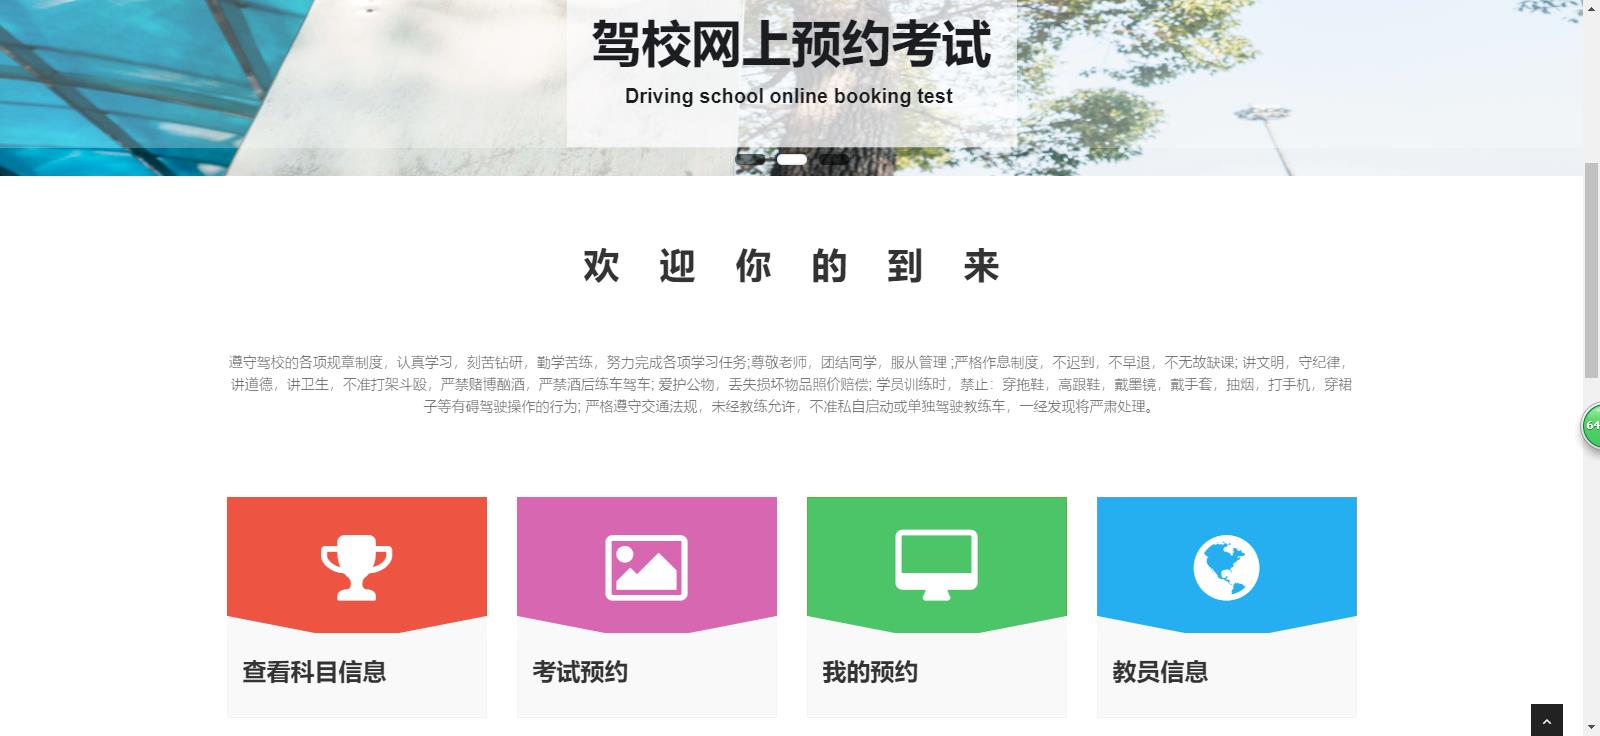 驾校网上预约考试
Driving school online booking test
欢迎你的到来
遵守驾校的各项规章制度，认真学习，刻苦钻研，勤学苦练，努力完成各项学习任务;尊敬老师，团结同学，服从管理 ;严格作息制度，不迟到，不早退，不无故缺课; 讲文明，守纪律，
讲道德，讲卫生，不准打架斗殴，严禁赌博酗酒，严禁酒后练车驾车; 爱护公物，丢失损坏物品照价赔偿; 学员训练时，禁止：穿拖鞋，高跟鞋，戴墨镜，戴手套，抽烟，打手机，穿裙
子等有碍驾驶操作的行为; 严格遵守交通法规，未经教练允许，不准私自启动或单独驾驶教练车，一经发现将严肃处理。
64
查看科目信息
考试预约
我的预约
教员信息